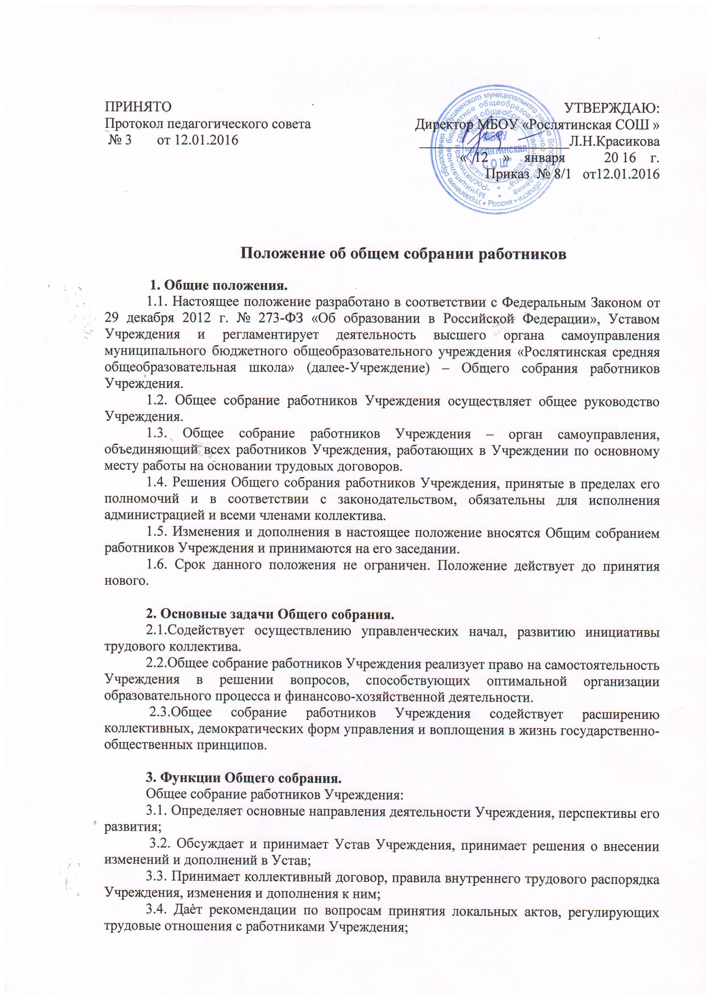 ПРИНЯТО
Протокол педагогического совета
№ 3 от 12.01.2016
УТВЕРЖДАЮ:
Директор МБОУ «Рослятинская СОШ »
____________________Л.Н.Красикова
« 12 » января 20 16 г.
Приказ № 8/1 от12.01.2016
МБОУ
"Рослятинская
СОШ"
Положение об общем собрании работников
1. Общие положения.
1.1. Настоящее положение разработано в соответствии с Федеральным Законом от
29 декабря 2012 г. № 273-ФЗ «Об образовании в Российской Федерации», Уставом
Учреждения и регламентирует деятельность высшего органа самоуправления
муниципального бюджетного общеобразовательного учреждения «Рослятинская средняя
общеобразовательная школа» (далее-Учреждение) – Общего собрания работников
Учреждения.
1.2. Общее собрание работников Учреждения осуществляет общее руководство
Учреждения.
1.3. Общее собрание работников Учреждения – орган самоуправления,
объединяющий всех работников Учреждения, работающих в Учреждении по основному
месту работы на основании трудовых договоров.
1.4. Решения Общего собрания работников Учреждения, принятые в пределах его
полномочий и в соответствии с законодательством, обязательны для исполнения
администрацией и всеми членами коллектива.
1.5. Изменения и дополнения в настоящее положение вносятся Общим собранием
работников Учреждения и принимаются на его заседании.
1.6. Срок данного положения не ограничен. Положение действует до принятия
нового.
2. Основные задачи Общего собрания.
2.1.Содействует осуществлению управленческих начал, развитию инициативы
трудового коллектива.
2.2.Общее собрание работников Учреждения реализует право на самостоятельность
Учреждения в решении вопросов, способствующих оптимальной организации
образовательного процесса и финансово-хозяйственной деятельности.
2.3.Общее собрание работников Учреждения содействует расширению
коллективных, демократических форм управления и воплощения в жизнь государственно-
общественных принципов.
3. Функции Общего собрания.
Общее собрание работников Учреждения:
3.1. Определяет основные направления деятельности Учреждения, перспективы его
развития;
3.2. Обсуждает и принимает Устав Учреждения, принимает решения о внесении
изменений и дополнений в Устав;
3.3. Принимает коллективный договор, правила внутреннего трудового распорядка
Учреждения, изменения и дополнения к ним;
3.4. Даѐт рекомендации по вопросам принятия локальных актов, регулирующих
трудовые отношения с работниками Учреждения;